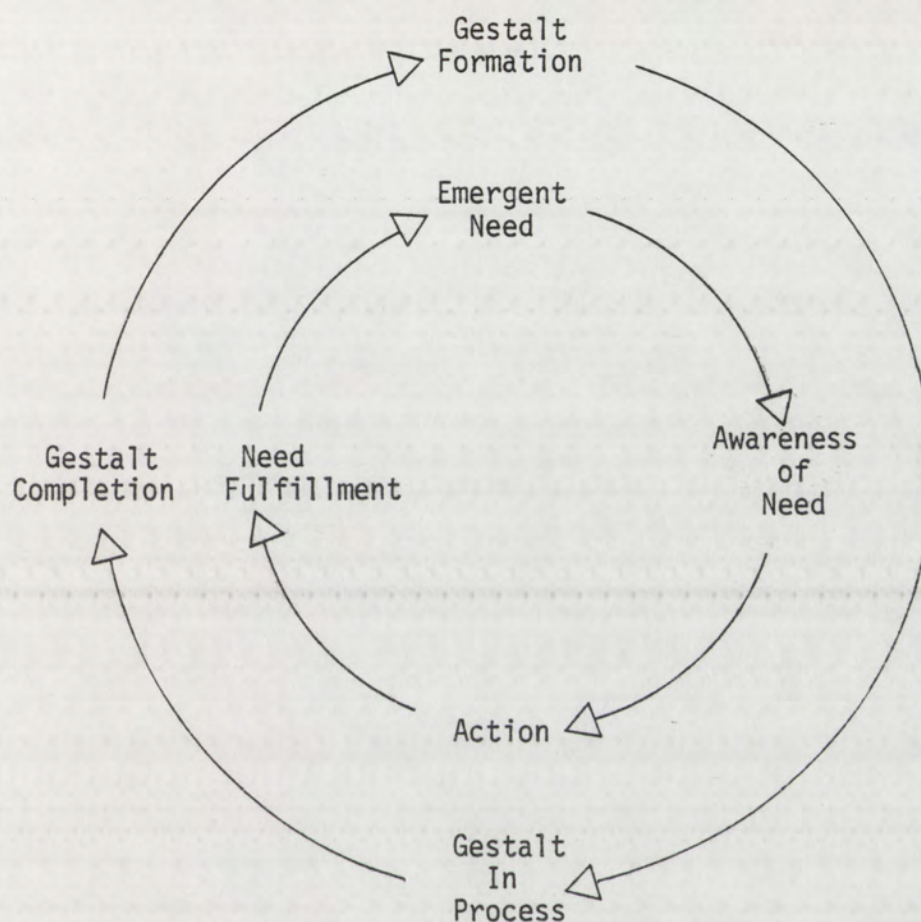 Gestalt
Formation
Emergent
Need
Awareness
of
Need
Gestalt
Completion
Need
Fulfillment
Action
Gestalt
In
Process